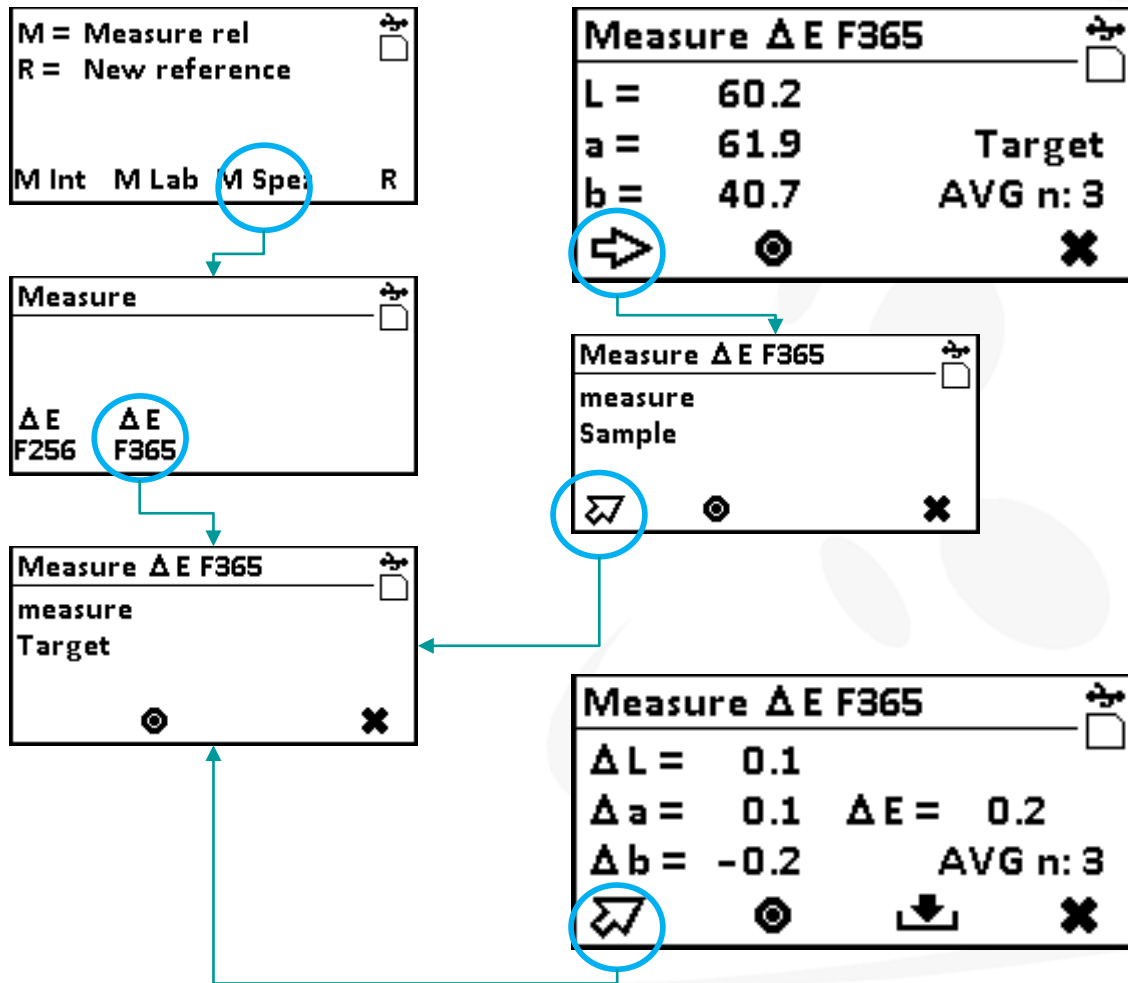 M = Measure rel
R = New reference
M Int M Lab M Spez R
Measure
Δ E Δ E
F256 F365
Measure Δ E F365
measure
Target
Measure Δ E F365
L = 60.2
a = 61.9 Target
b = 40.7 AVG n: 3
Measure Δ E F365
measure
Sample
Measure Δ E F365
Δ L = 0.1
Δ a = 0.1 Δ E = 0.2
Δ b = -0.2 AVG n: 3